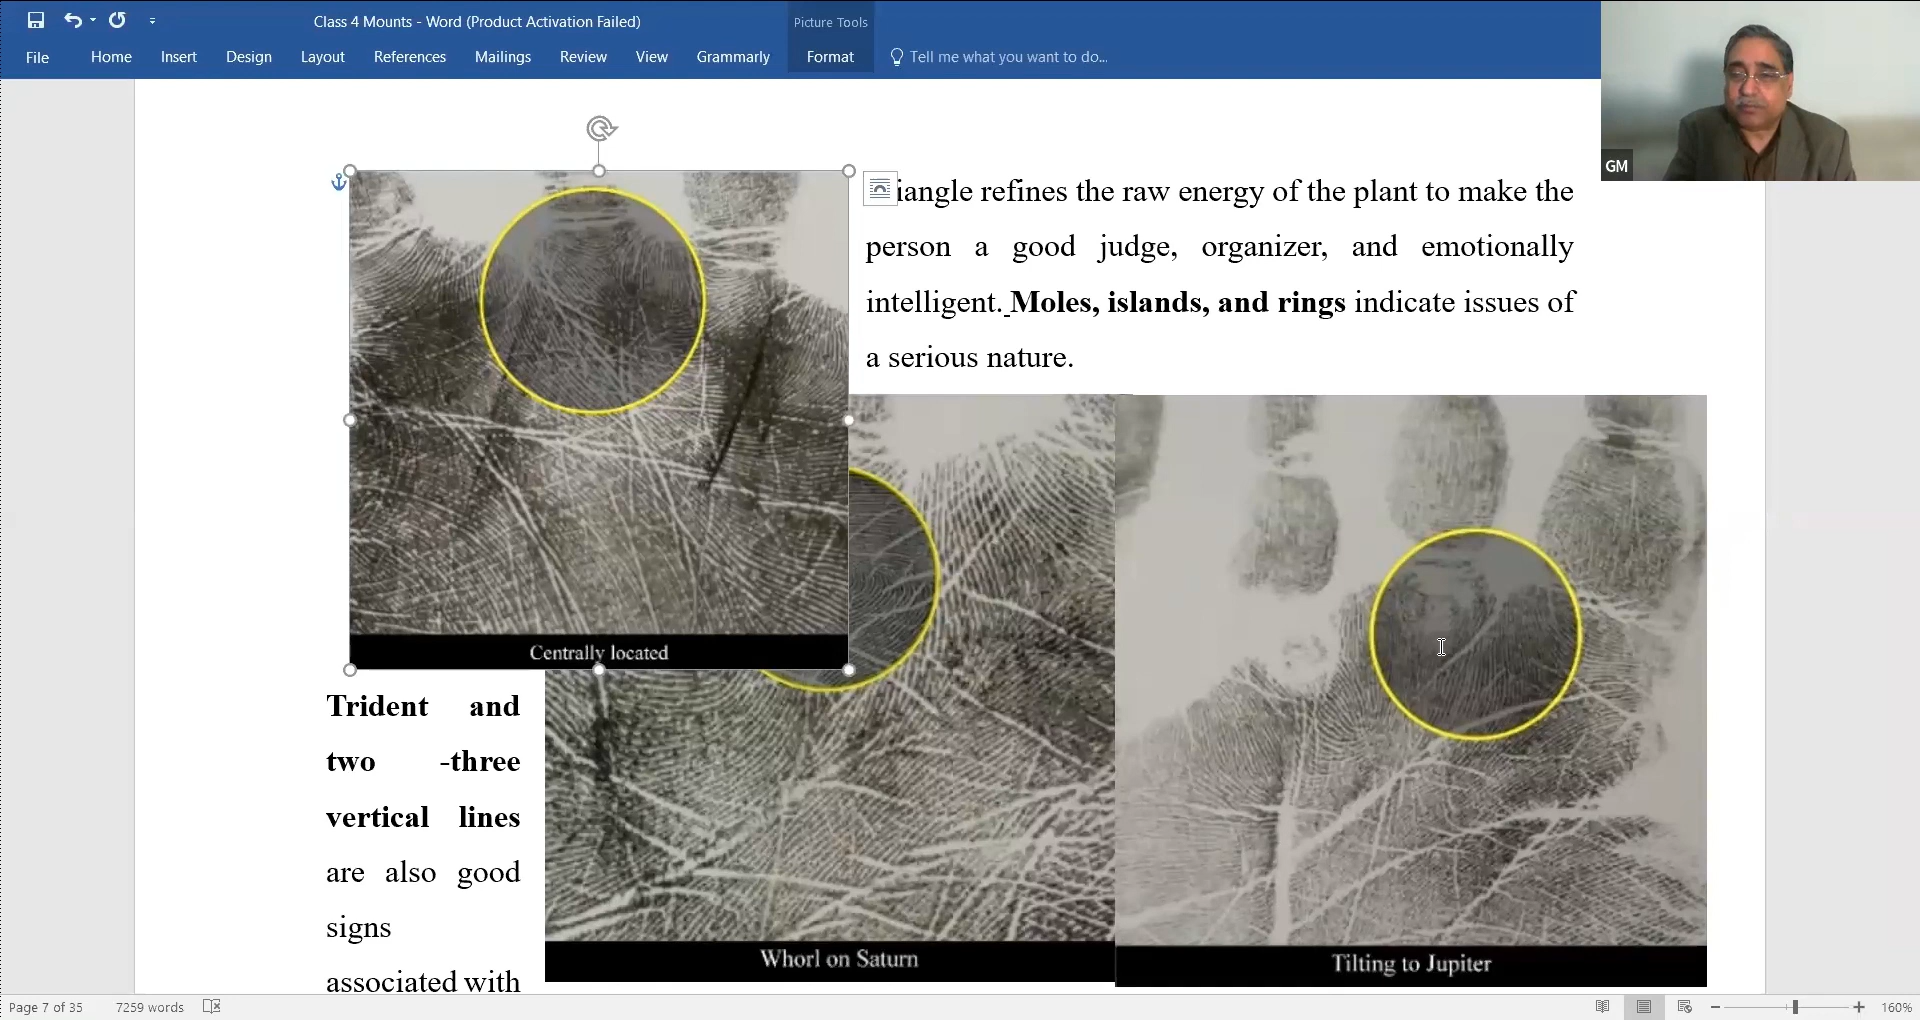 Class 4 Mounts - Word (Product Activation Failed)
Picture Tools
File Home Insert Design Layout References Mailings Review View Grammarly Format Tell me what you want to do...
GM
iangle refines the raw energy of the plant to make the
person a good judge, organizer, and emotionally
intelligent. Moles, islands, and rings indicate issues of
a serious nature.
Centrally located
Trident and
two -three
vertical lines
are also good
signs
associated with
Whorl on Saturn
Tilting to Jupiter
Page 7 of 35 7259 words 160%